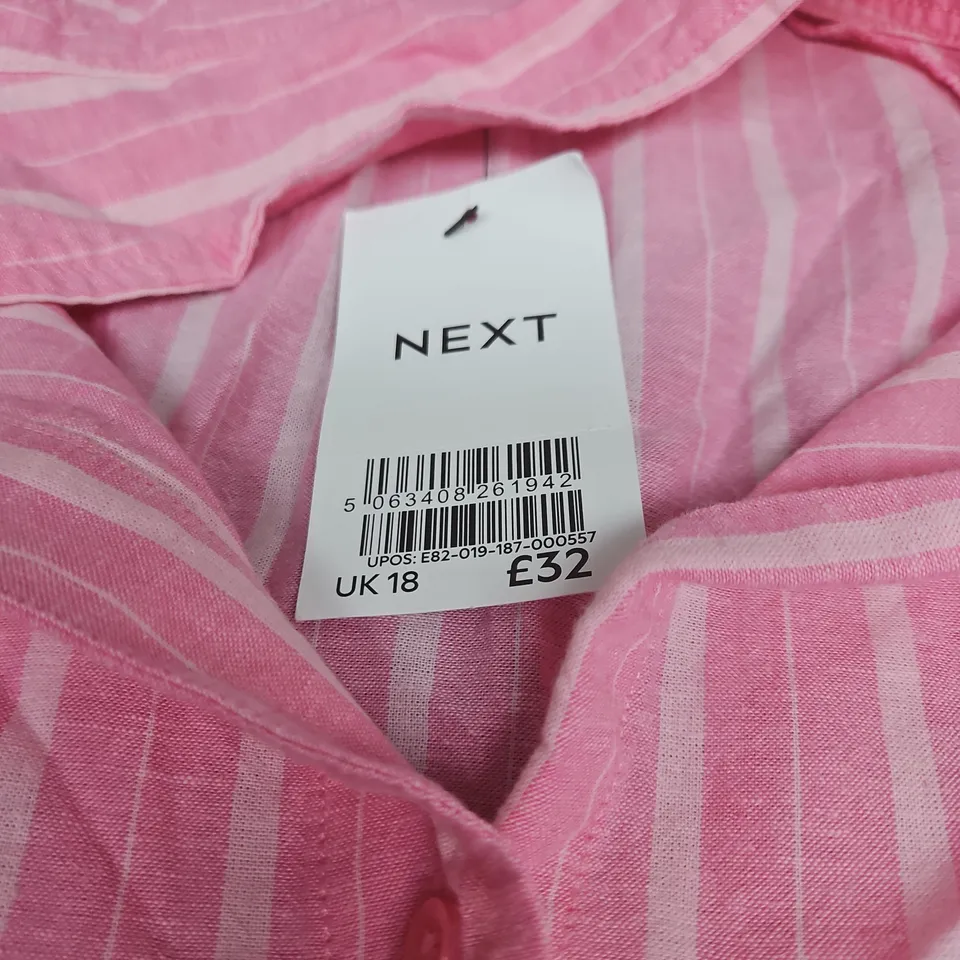 NEXT
5 063408 261942
UPOS: E82-019-187-000557
UK 18 £32